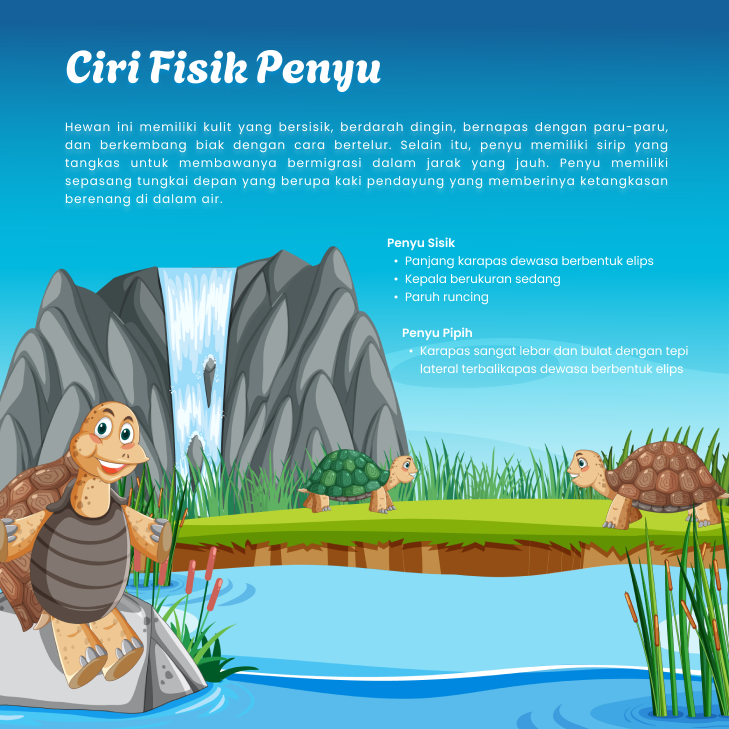 Ciri Fisik Penyu
Hewan ini memiliki kulit yang bersisik, berdarah dingin, bernapas dengan paru-paru,
dan berkembang biak dengan cara bertelur. Selain itu, penyu memiliki sirip yang
tangkas untuk membawanya bermigrasi dalam jarak yang jauh. Penyu memiliki
sepasang tungkai depan yang berupa kaki pendayung yang memberinya ketangkasan
berenang di dalam air.
Penyu Sisik
• Panjang karapas dewasa berbentuk elips
• Kepala berukuran sedang
• Paruh runcing
Penyu Pipih
• Karapas sangat lebar dan bulat dengan tepi
lateral terbalikapas dewasa berbentuk elips